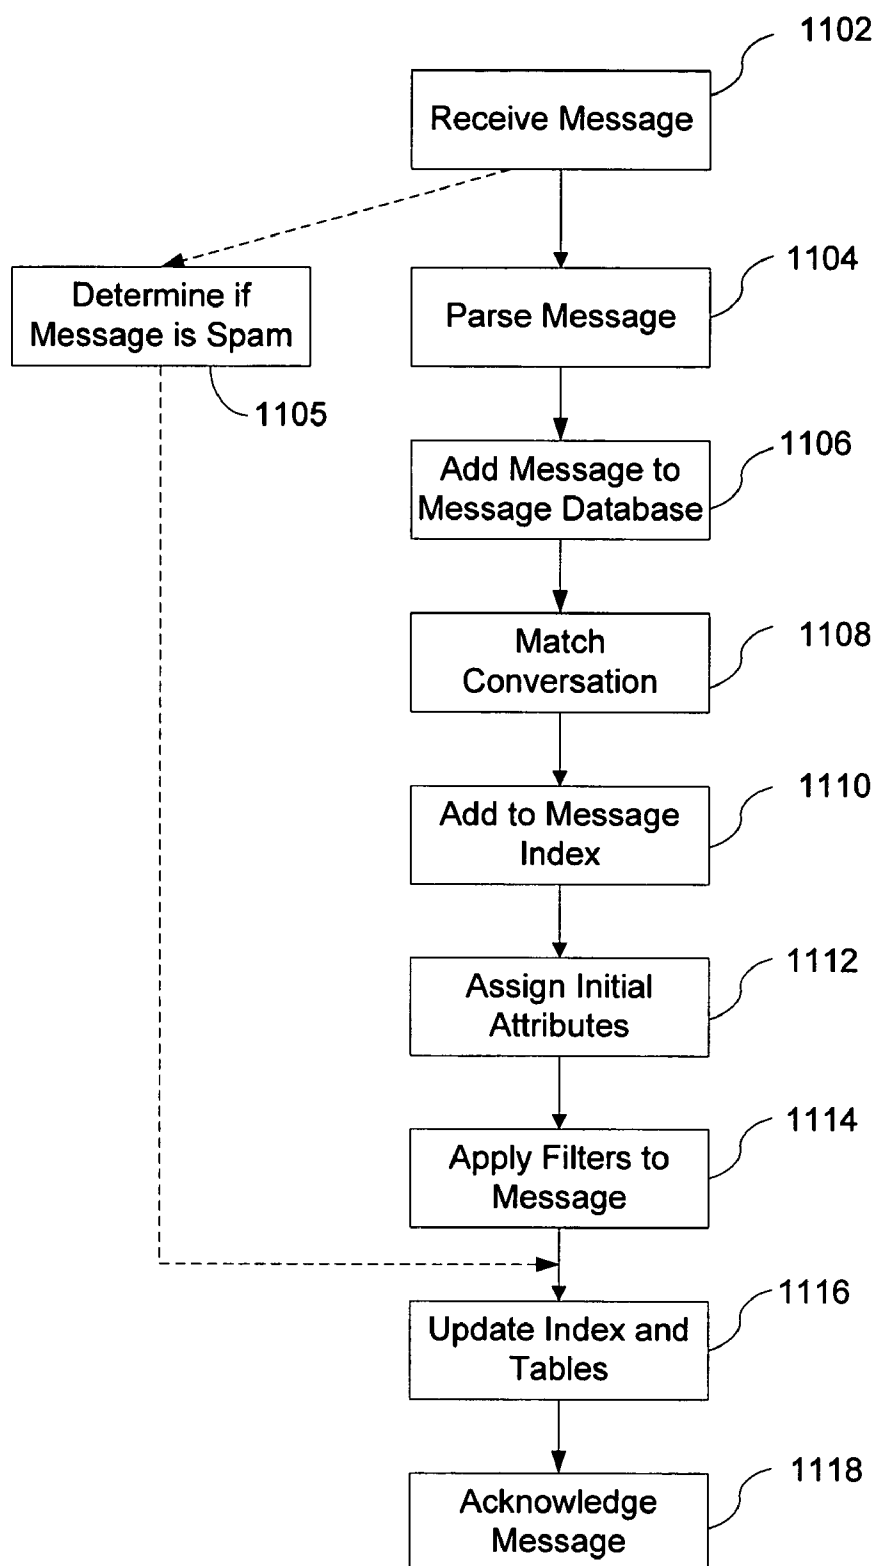 1102
Receive Message
1104
Parse Message
Determine if
Message is Spam
1105
1106
Add Message to
Message Database
1108
Match
Conversation
1110
Add to Message
Index
1112
Assign Initial
Attributes
1114
Apply Filters to
Message
1116
Update Index and
Tables
1118
Acknowledge
Message